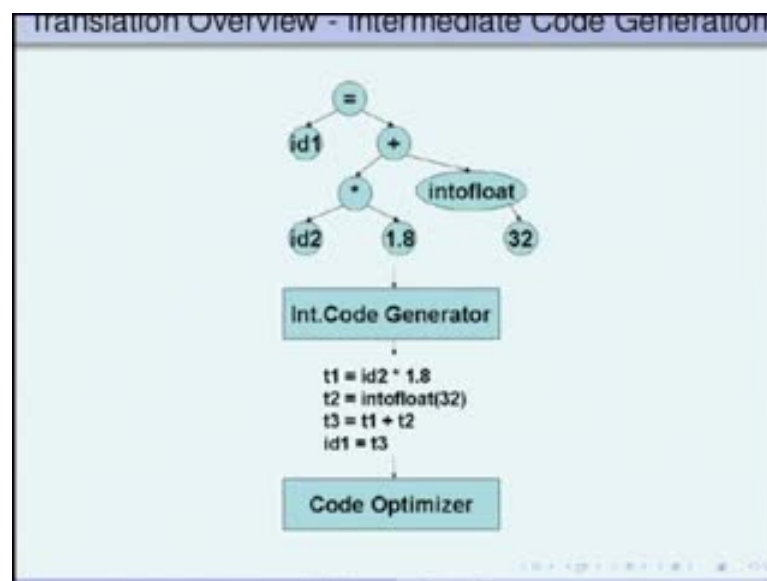 Translation Overview - Intermediate Code Generation
=
id1 +
* intofloat
id2 1.8 32
Int.Code Generator
t1 = id2 * 1.8
t2 = intofloat(32)
t3 = t1 + t2
id1 = t3
Code Optimizer